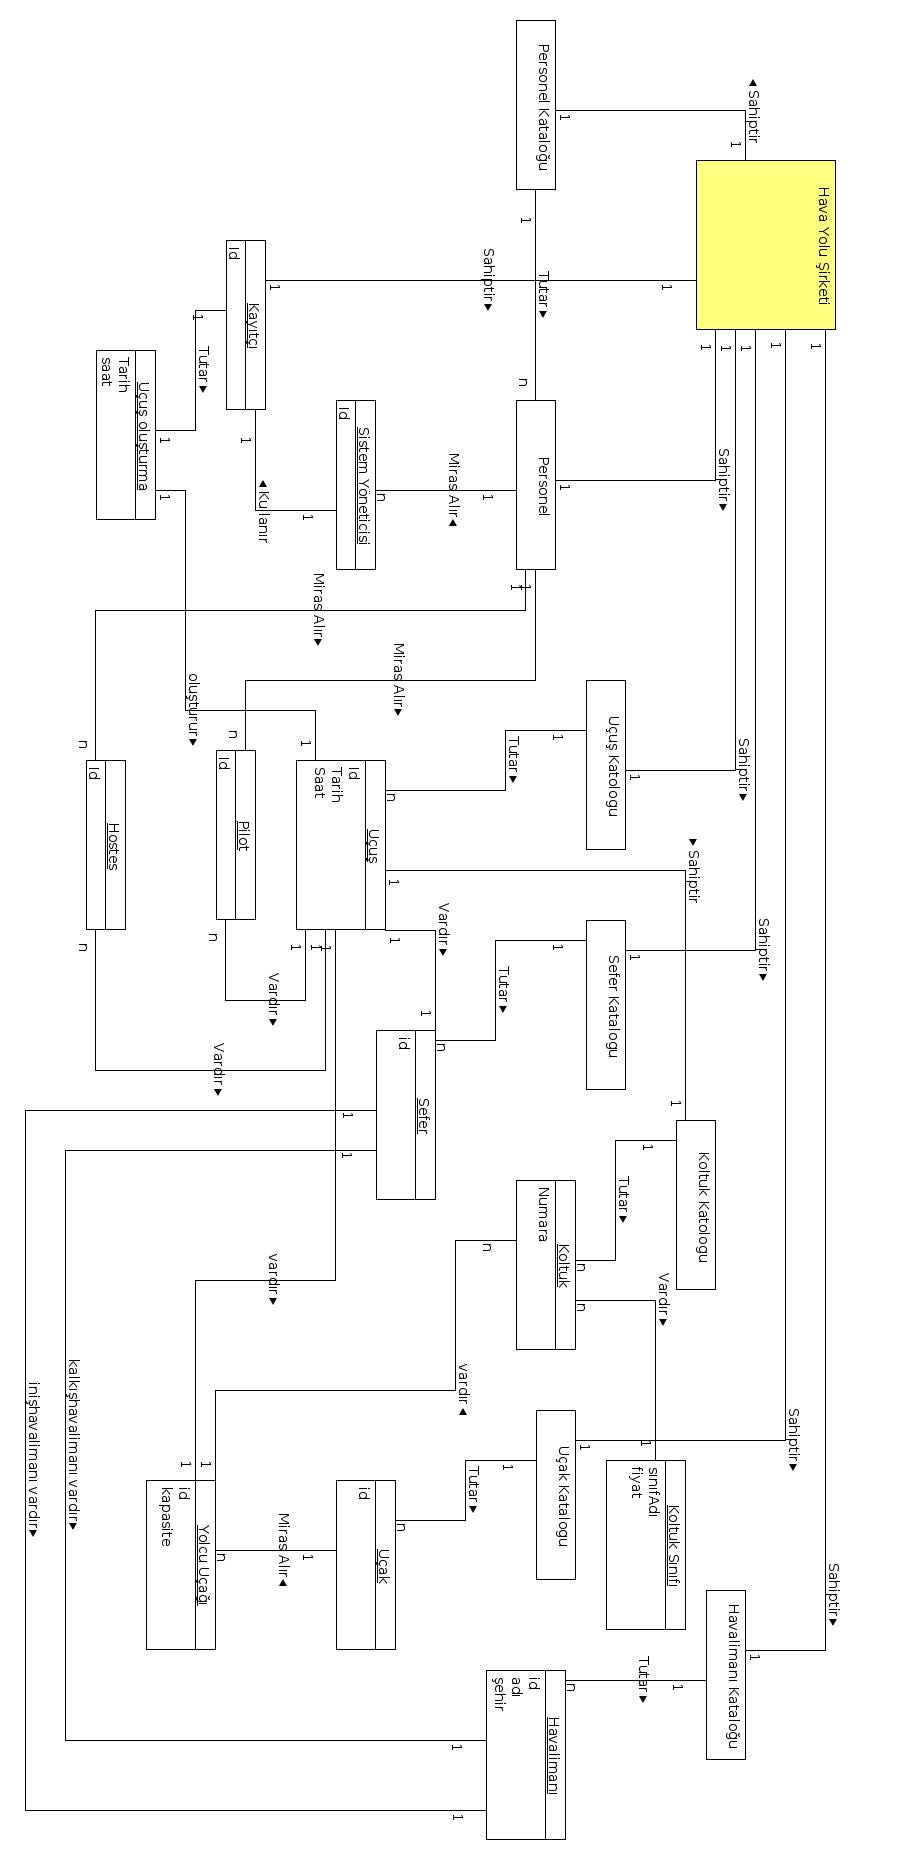 Hava Yolu Şirketi
Sahiptir
1
1
Personel Kataloğu
1
Tutar
n
Sahiptir
1
1
Kayıtçı
Id
1
Tutar
1
Uçuş oluşturma
Tarih
saat
1
oluşturur
1
1
Kullanır
1
Sistem Yöneticisi
Id
n
Miras Alır
1
Personel
1
Sahiptir
1
1
1
1
1
1
1
Miras Alır
n
Miras Alır
n
Hostes
Id
n
Pilot
Id
n
Uçuş
Id
Tarih
Saat
n
Tutar
1
Uçuş Katologu
1
Sahiptir
1
Sahiptir
1
1
Vardır
1
1
1
1
Vardır
Vardır
Sefer
id
n
Tutar
1
Sefer Katalogu
1
Sahiptir
Koltuk Katologu
1
Tutar
n
Koltuk
Numara
n
Vardır
1
n
vardır
1
vardır
1
Koltuk Sınıfı
sınıfAdı
fiyat
Uçak Katalogu
1
Sahiptir
1
Tutar
n
Uçak
id
1
Miras Alır
n
Yolcu Uçağı
id
kapasite
Havalimanı Kataloğu
1
Sahiptir
1
Tutar
n
Havalimanı
id
adı
şehir
1
kalkışhavalimanı vardır
1
1
inişhavalimanı vardır
1